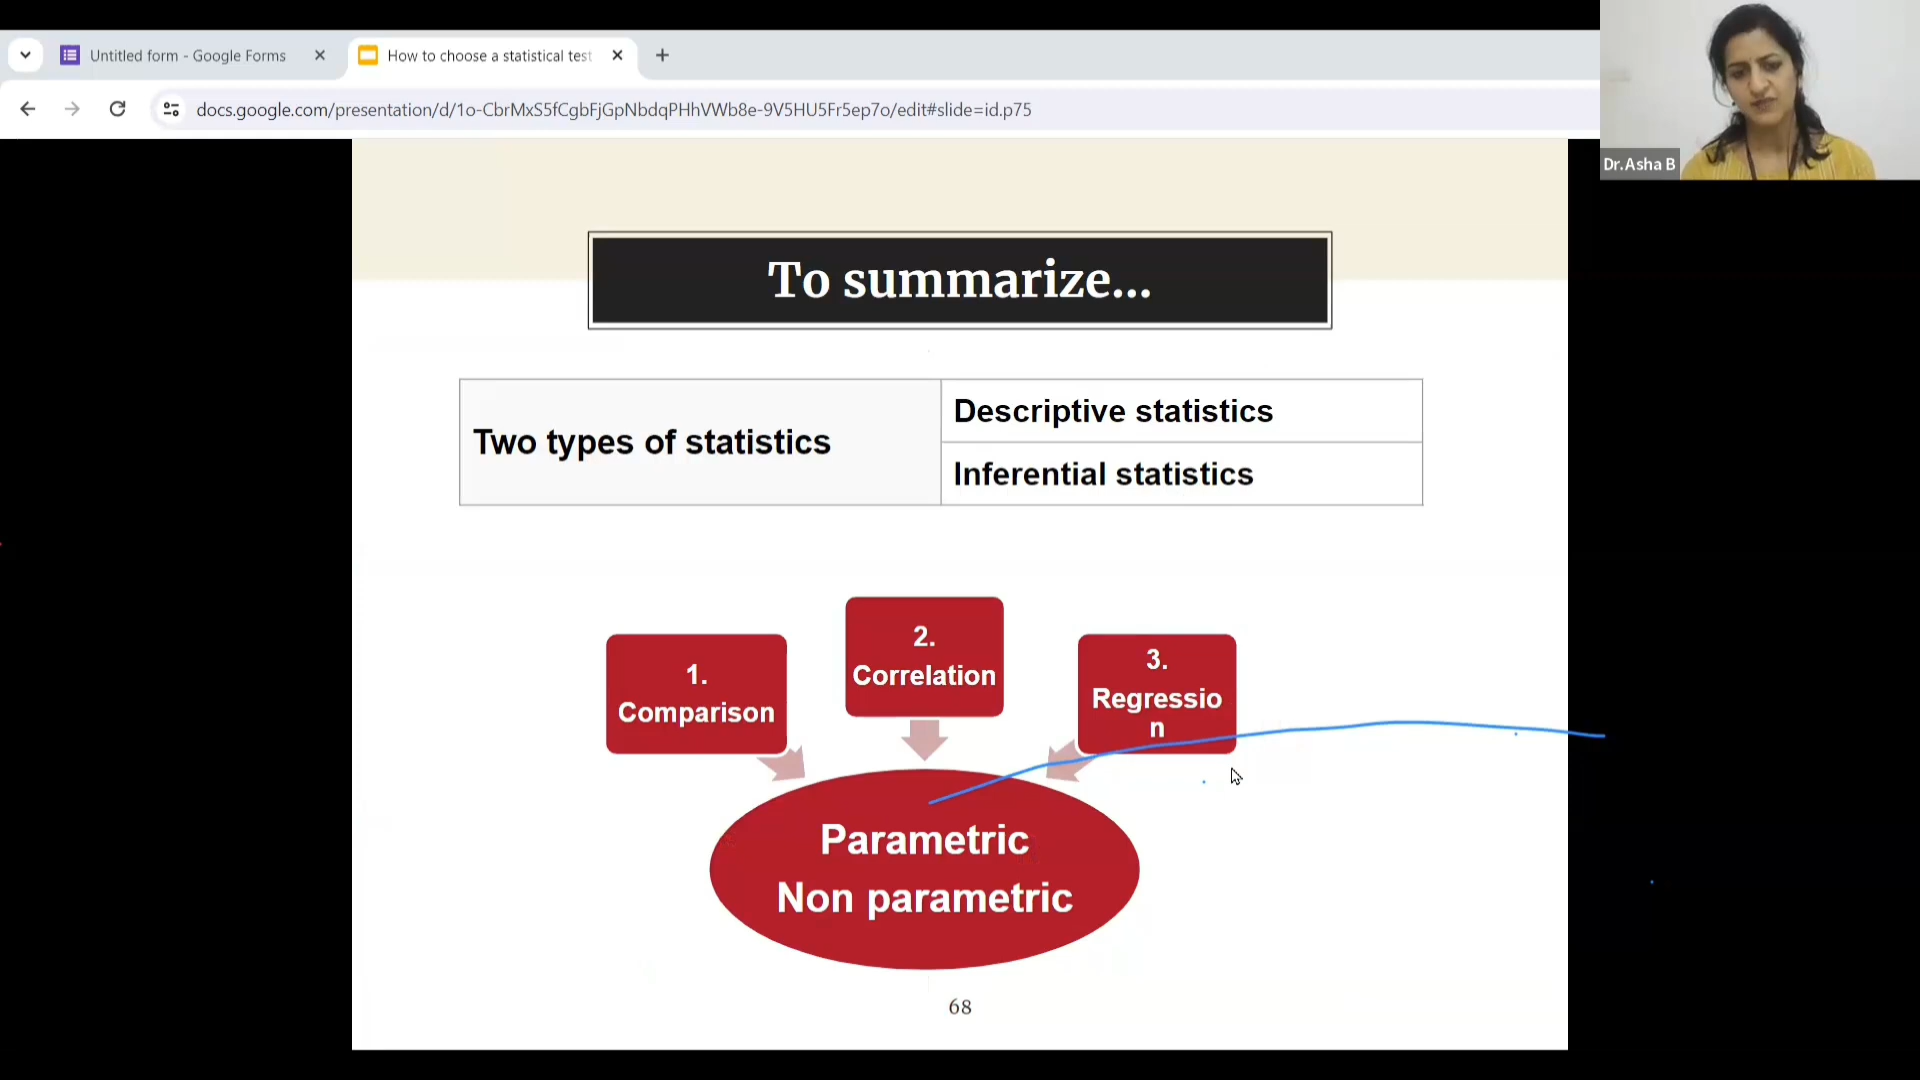 Untitled form - Google Forms
How to choose a statistical test
docs.google.com/presentation/d/1o-CbrMxS5fCgbFjGpNbdqPHhVWb8e-9V5HU5Fr5ep7o/edit#slide=id.p75
Dr.Asha B
To summarize...
Two types of statistics
Descriptive statistics
Inferential statistics
1.
Comparison
2.
Correlation
3.
Regressio
n
Parametric
Non parametric
68